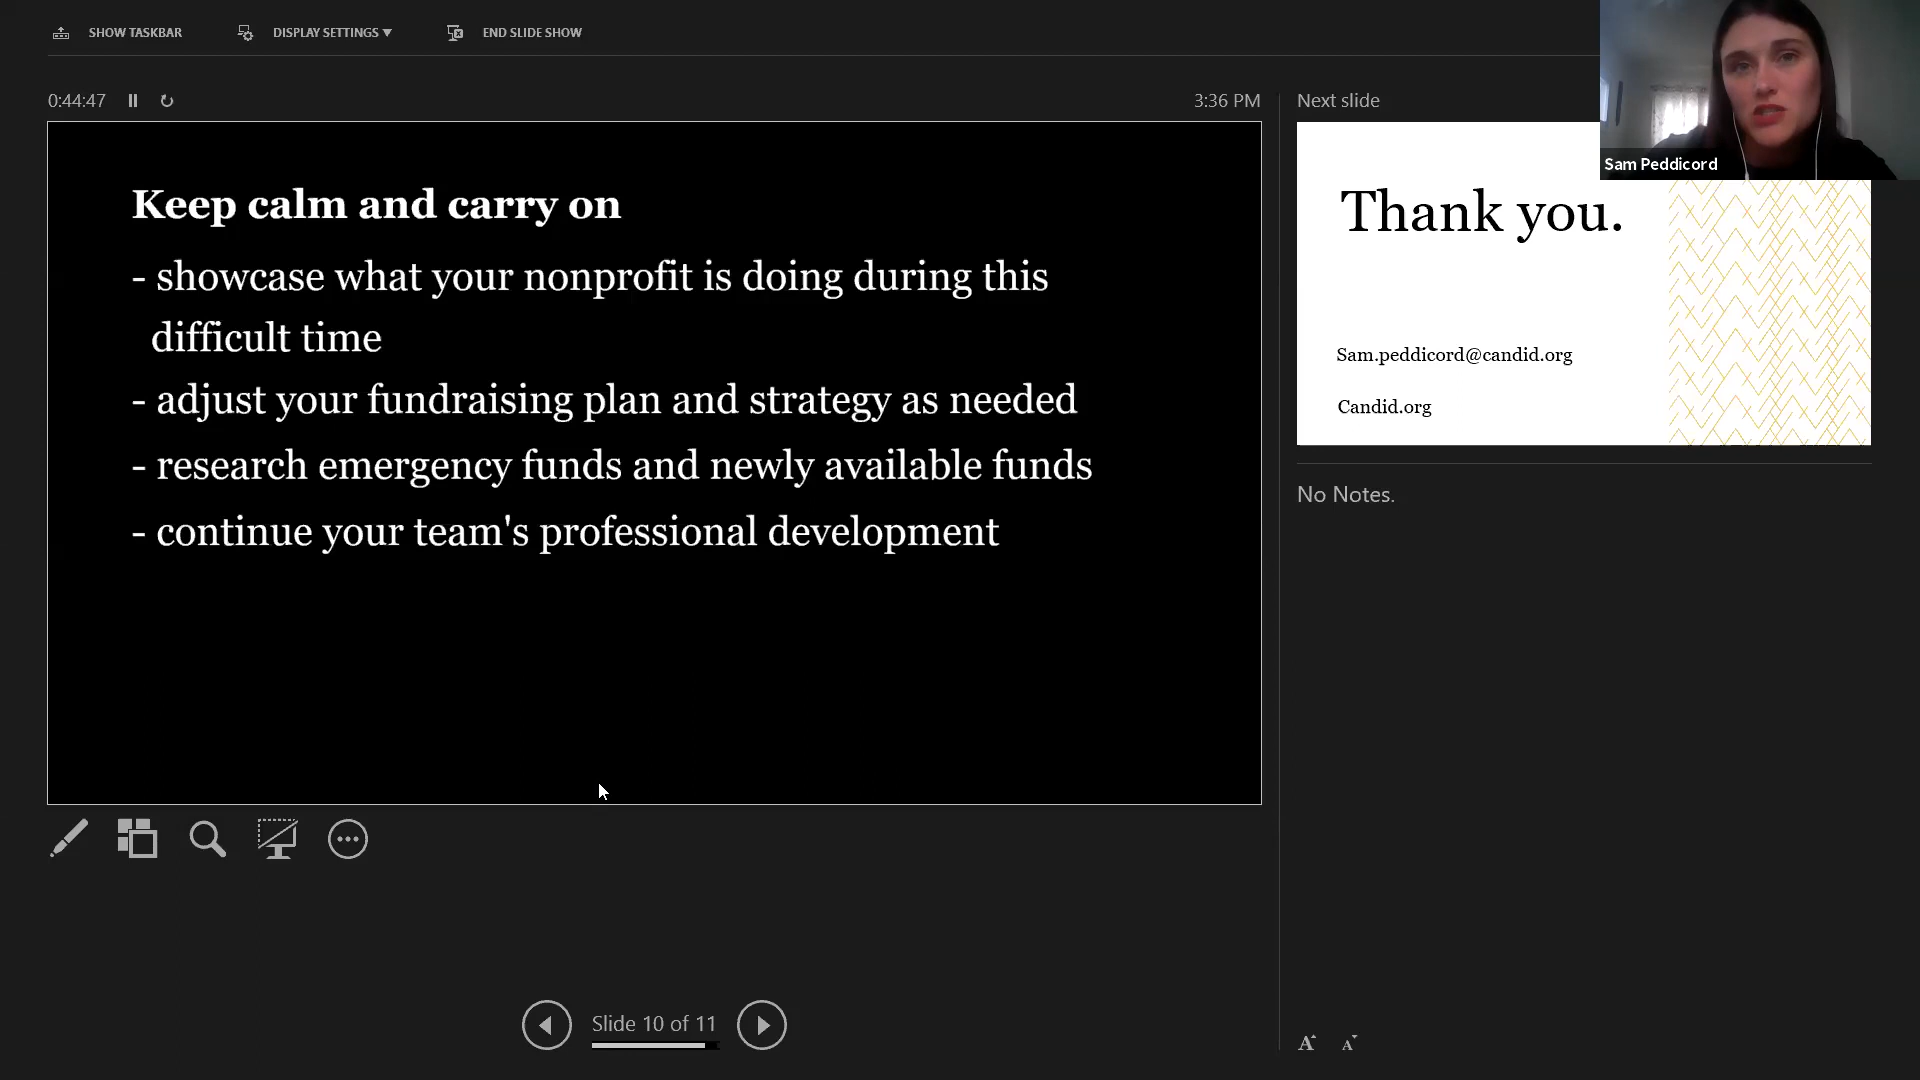 SHOW TASKBAR
DISPLAY SETTINGS ▼
END SLIDE SHOW
0:44:47
3:36 PM
Keep calm and carry on
- showcase what your nonprofit is doing during this
difficult time
- adjust your fundraising plan and strategy as needed
- research emergency funds and newly available funds
- continue your team's professional development
Slide 10 of 11
Next slide
Sam Peddicord
Thank you.
Sam.peddicord@candid.org
Candid.org
No Notes.
A A